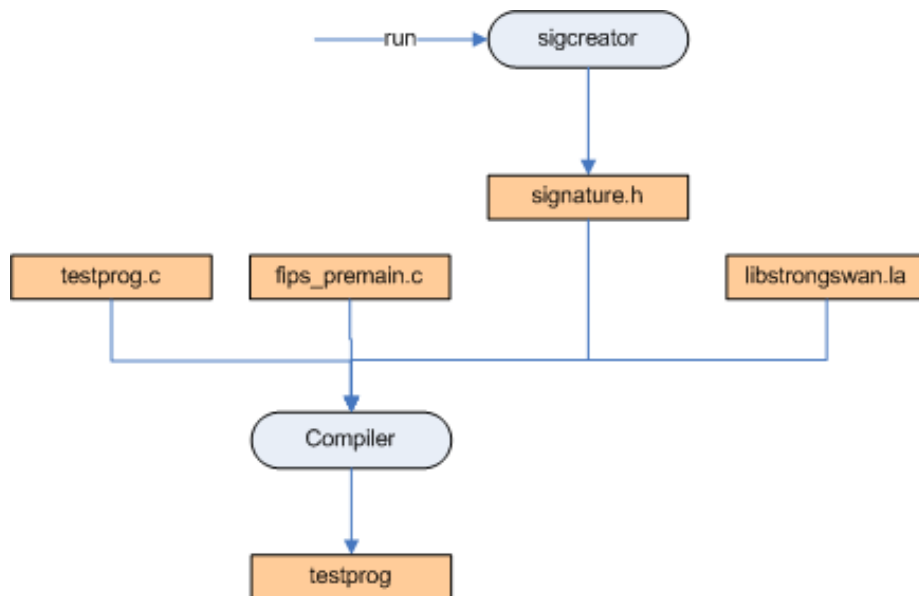 run
sigcreator
signature.h
testprog.c
fips_premain.c
libstrongswan.la
Compiler
testprog